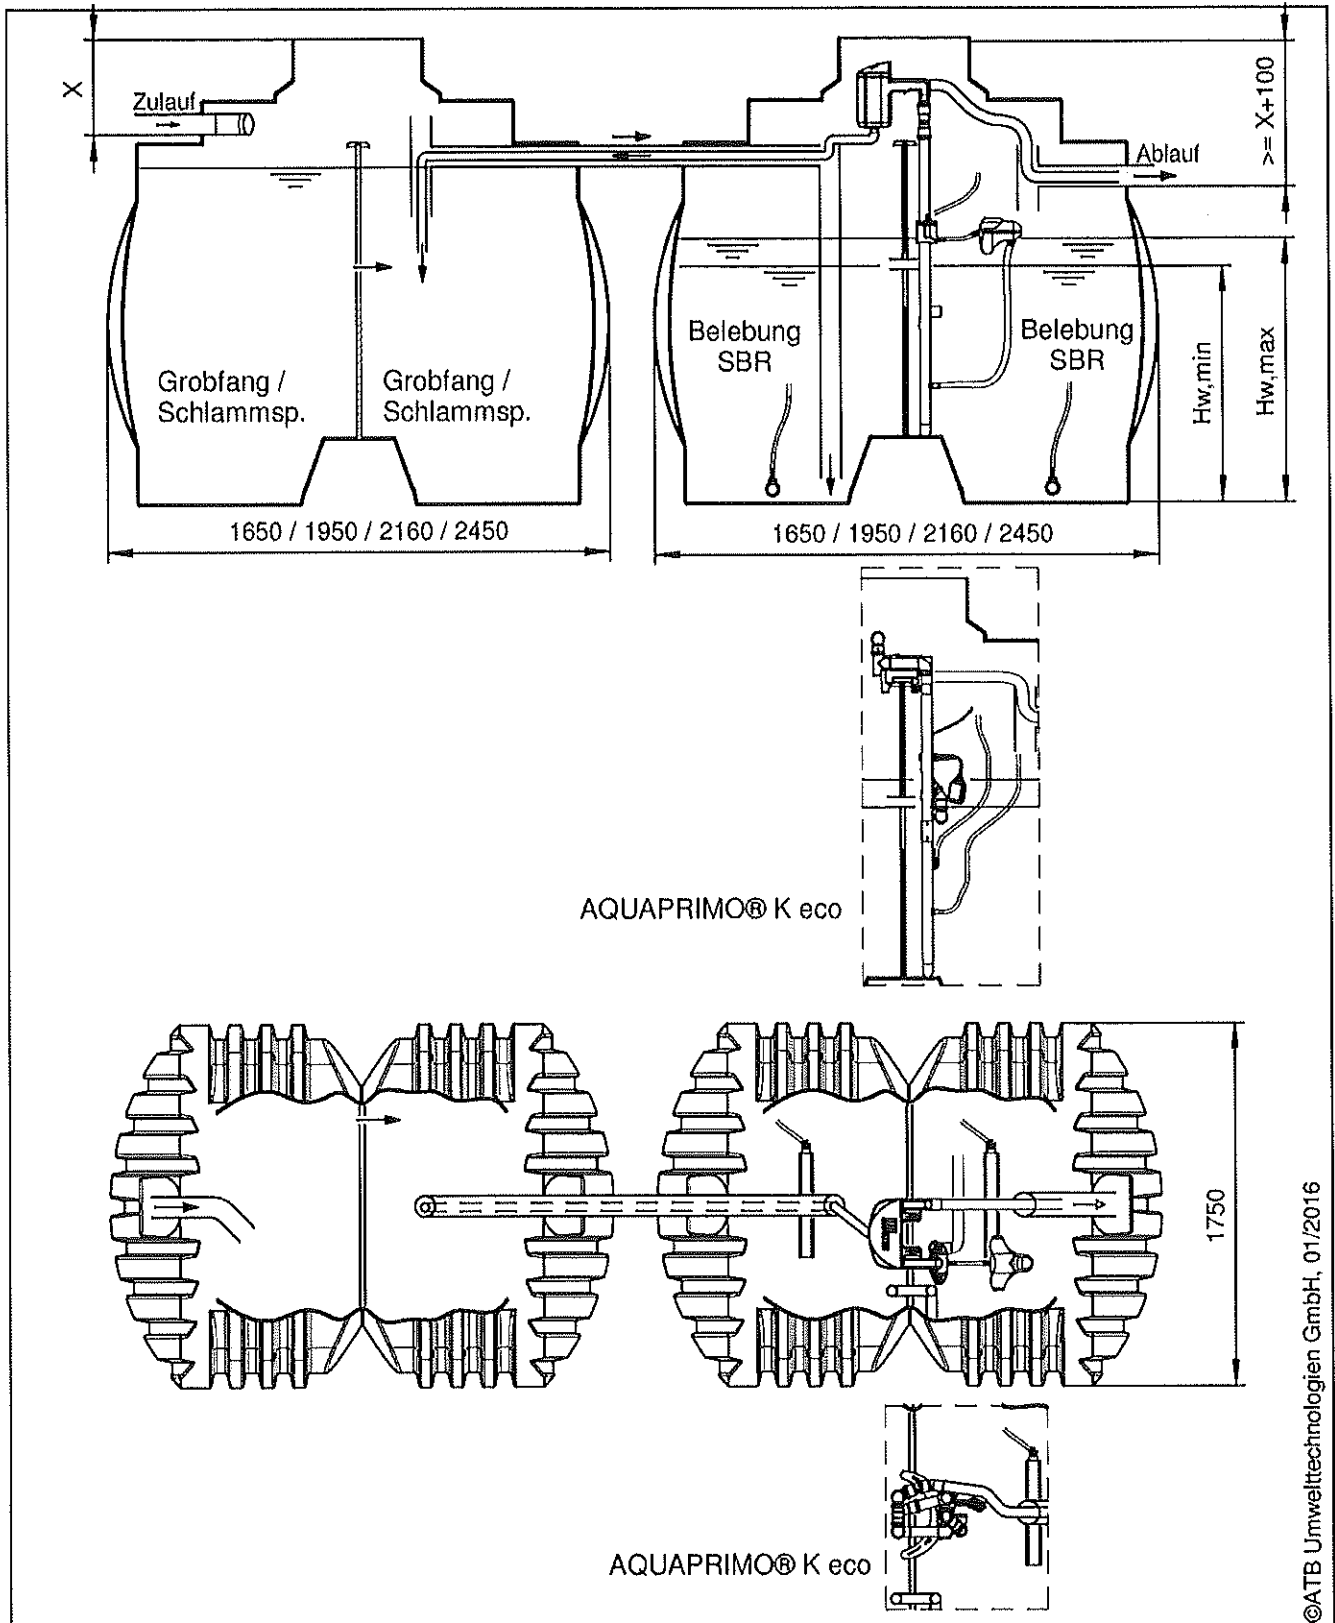 X
Zulauf
>= X+100
Ablauf
Grobfang /
Schlammsp.
Grobfang /
Schlammsp.
Belebung
SBR
Belebung
SBR
Hw,min
Hw,max
1650 / 1950 / 2160 / 2450
1650 / 1950 / 2160 / 2450
AQUAPRIMO® K eco
1750
AQUAPRIMO® K eco
©ATB Umwelttechnologien GmbH, 01/2016